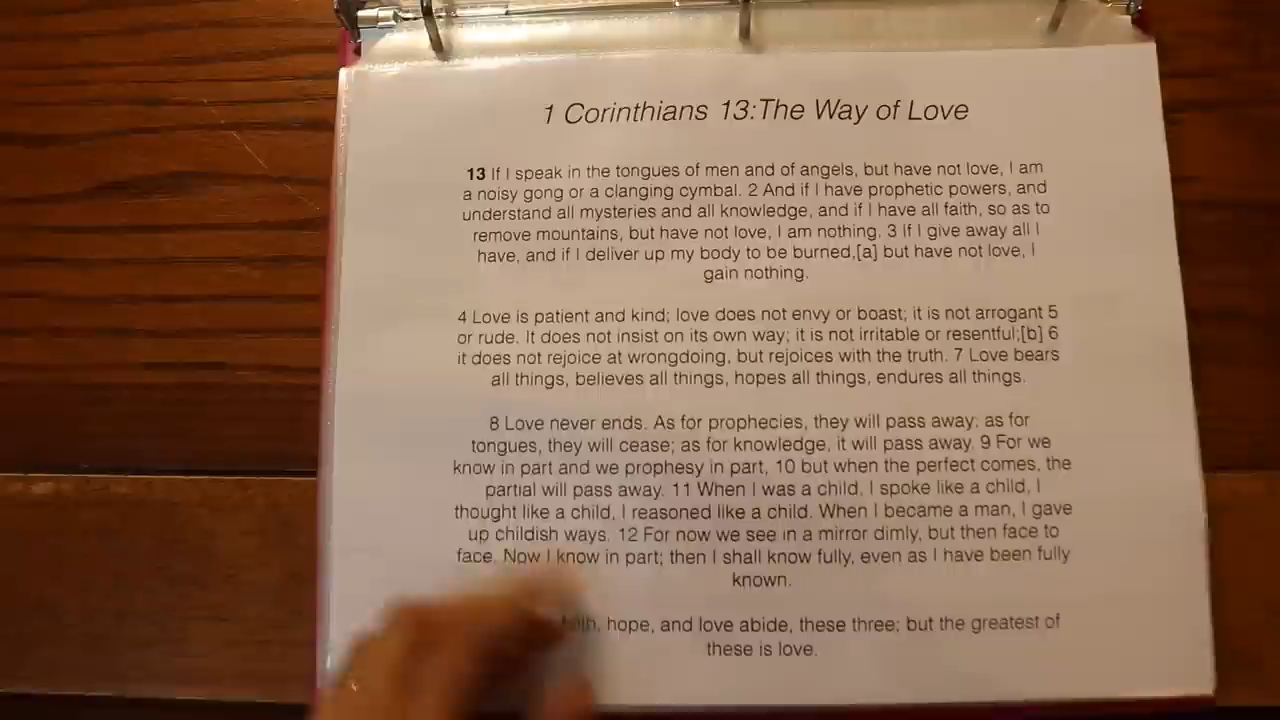 1 Corinthians 13:The Way of Love
13 If I speak in the tongues of men and of angels, but have not love, I am
a noisy gong or a clanging cymbal. 2 And if I have prophetic powers, and
understand all mysteries and all knowledge, and if I have all faith, so as to
remove mountains, but have not love, I am nothing. 3 If I give away all I
have, and if I deliver up my body to be burned,[a] but have not love, I
gain nothing.
4 Love is patient and kind; love does not envy or boast; it is not arrogant 5
or rude. It does not insist on its own way; it is not irritable or resentful;[b] 6
it does not rejoice at wrongdoing, but rejoices with the truth. 7 Love bears
all things, believes all things, hopes all things, endures all things.
8 Love never ends. As for prophecies, they will pass away; as for
tongues, they will cease; as for knowledge, it will pass away. 9 For we
know in part and we prophesy in part, 10 but when the perfect comes, the
partial will pass away. 11 When I was a child, I spoke like a child, I
thought like a child, I reasoned like a child. When I became a man, I gave
up childish ways. 12 For now we see in a mirror dimly, but then face to
face. Now I know in part; then I shall know fully, even as I have been fully
known.
faith, hope, and love abide, these three; but the greatest of
these is love.